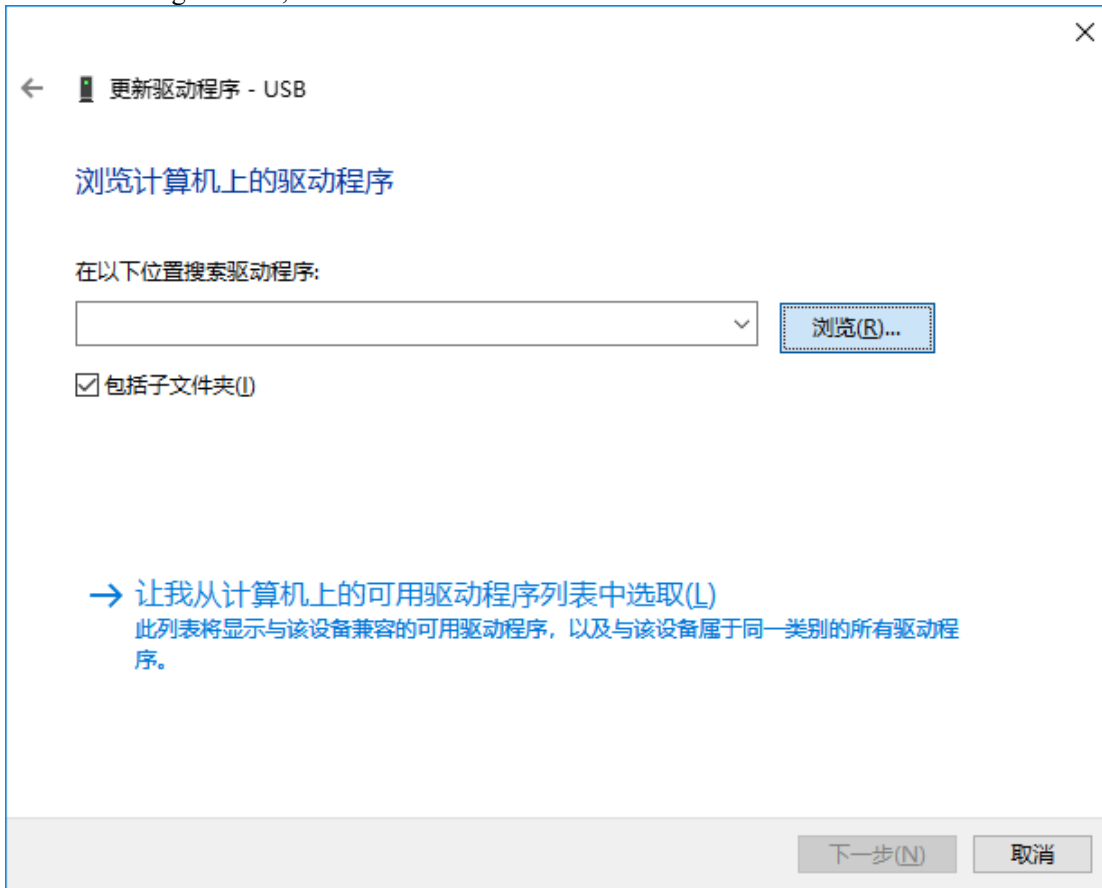 更新驱动程序 - USB
浏览计算机上的驱动程序
在以下位置搜索驱动程序:
浏览(R)...
包括子文件夹(I)
让我从计算机上的可用驱动程序列表中选取(L)
此列表将显示与该设备兼容的可用驱动程序，以及与该设备属于同一类别的所有驱动程
序。
下一步(N) 取消